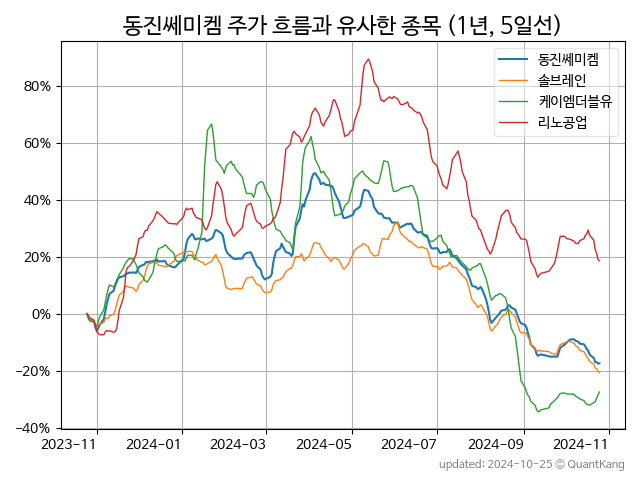 동진쎄미켐 주가 흐름과 유사한 종목 (1년, 5일선)
동진쎄미켐
솔브레인
케이엠더블유
리노공업
80%
60%
40%
20%
0%
−20%
−40%
2023-11 2024-01 2024-03 2024-05 2024-07 2024-09 2024-11
updated: 2024-10-25 © QuantKang